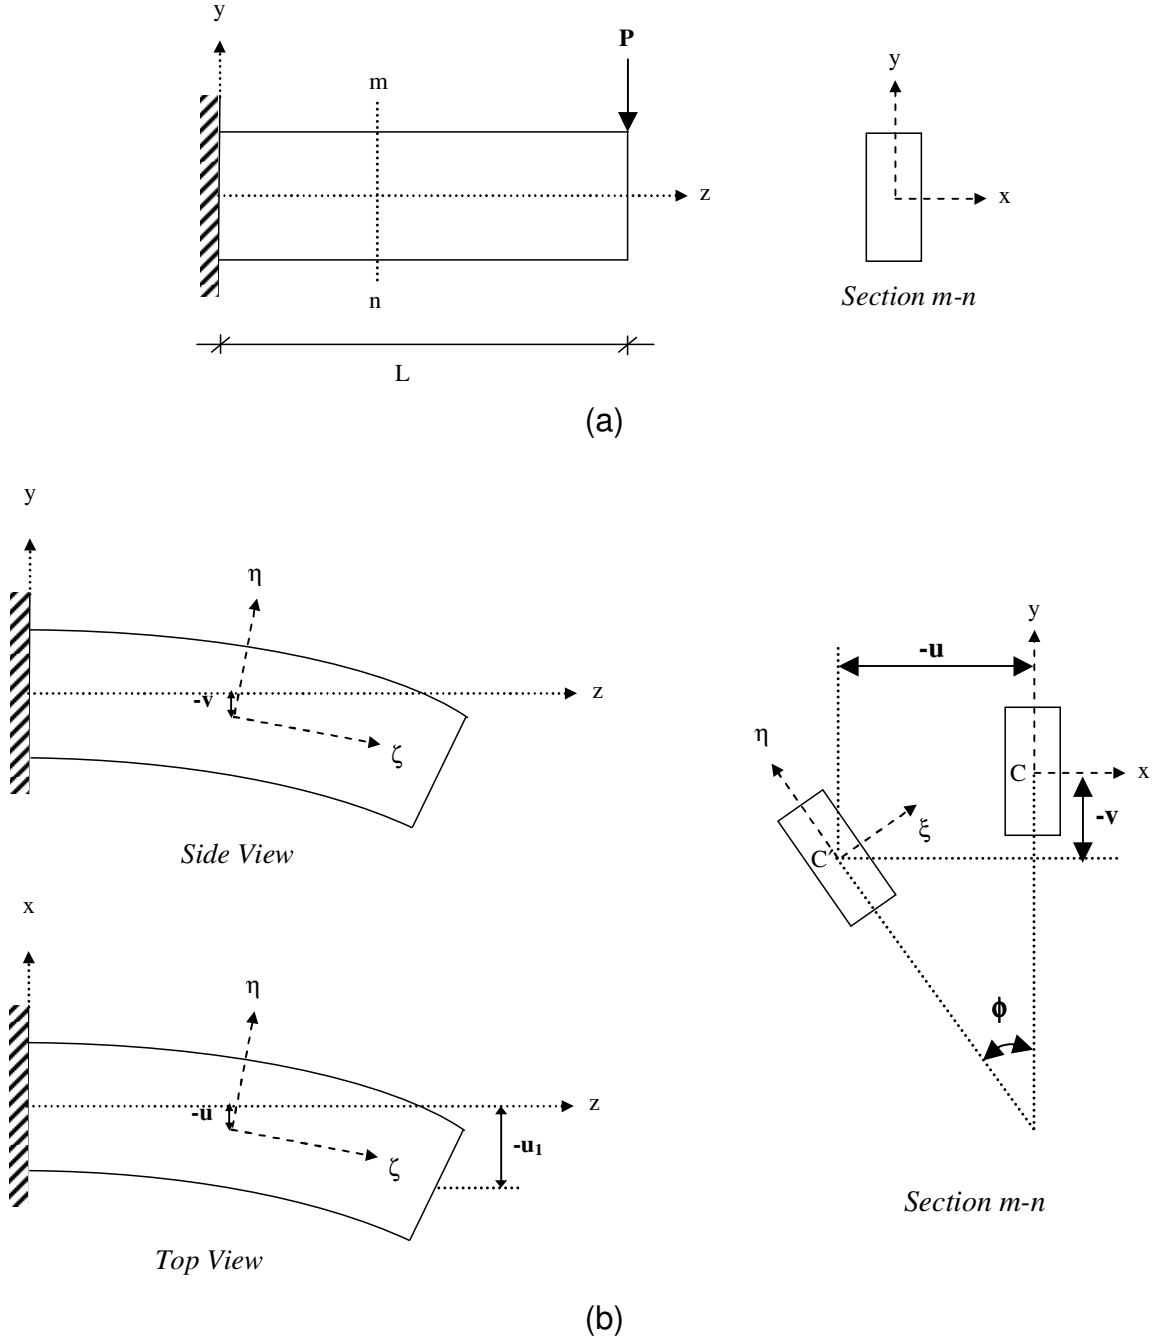 y
P
m
y
z
x
n
Section m-n
L
(a)
y
η
y
-u
z
-v
η
ζ
C
x
-v
ξ
C′
Side View
x
η
ϕ
z
-u
-u1
ζ
Section m-n
Top View
(b)